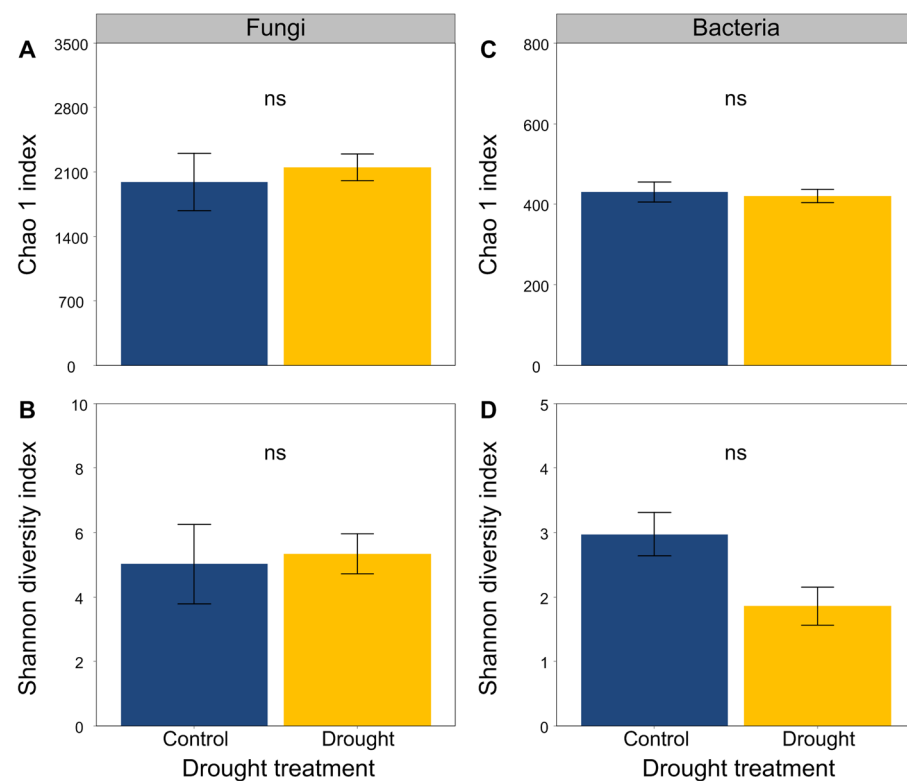 Fungi
A
3500
2800
2100
1400
700
0
Chao 1 index
ns
Bacteria
C
800
600
400
200
0
Chao 1 index
ns
B
10
8
6
4
2
0
Shannon diversity index
ns
Control Drought
Drought treatment
D
5
4
3
2
1
0
Shannon diversity index
ns
Control Drought
Drought treatment